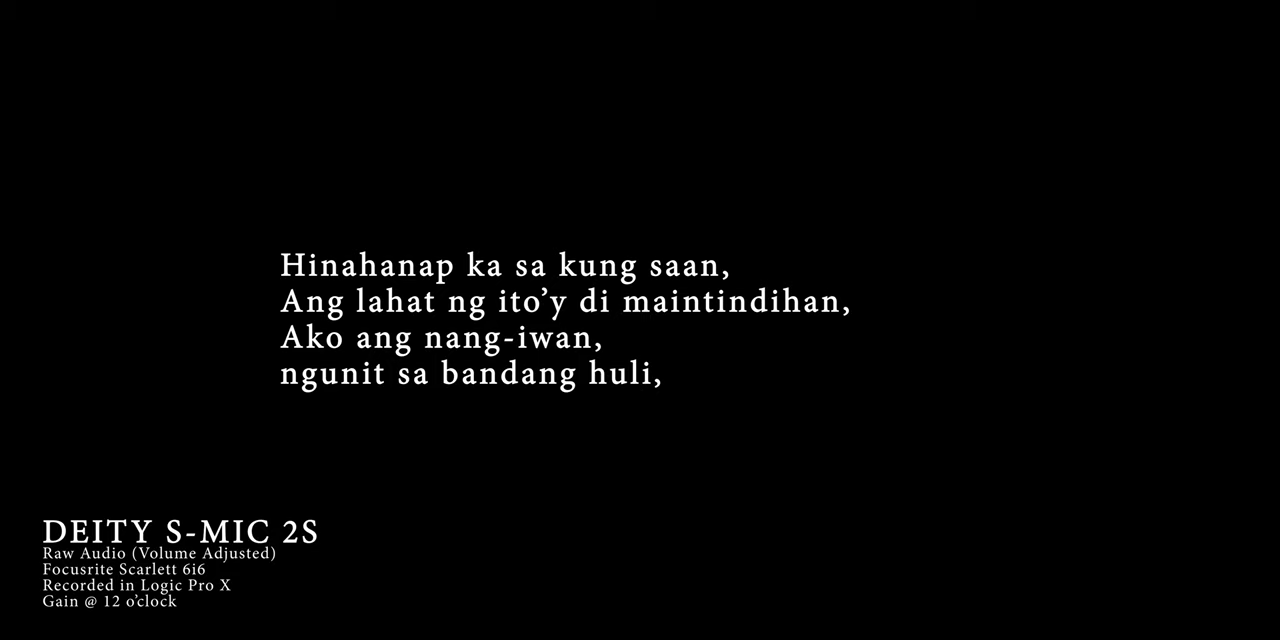 Hinahanap ka sa kung saan,
Ang lahat ng ito’y di maintindihan,
Ako ang nang-iwan,
ngunit sa bandang huli,
DEITY S-MIC 2S
Raw Audio (Volume Adjusted)
Focusrite Scarlett 6i6
Recorded in Logic Pro X
Gain @ 12 o’clock